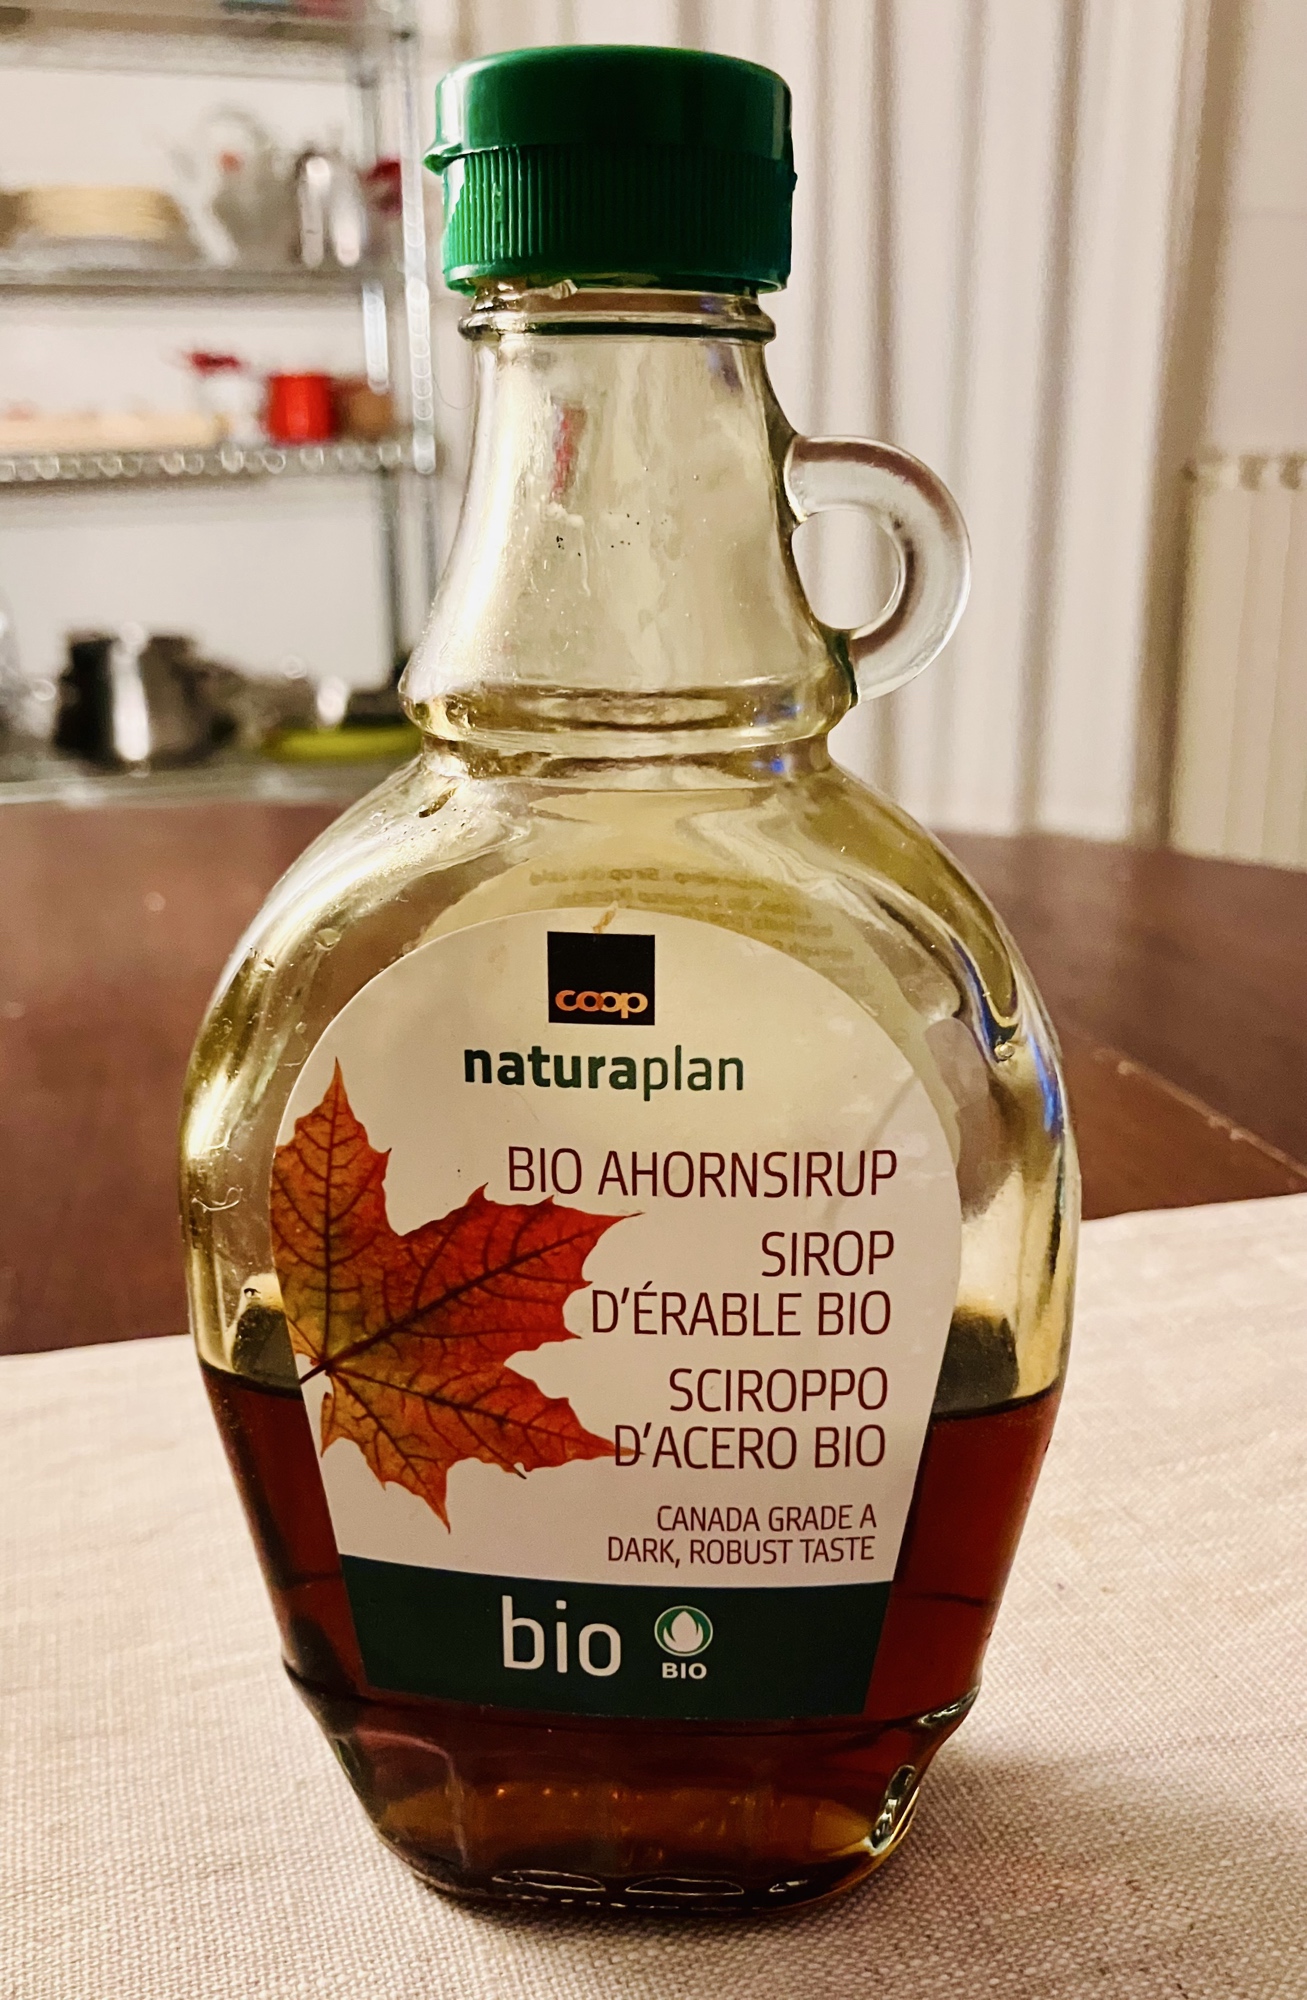 coop
naturaplan
BIO AHORNSIRUP
SIROP
D'ÉRABLE BIO
SCIROPPO
D'ACERO BIO
CANADA GRADE A
DARK, ROBUST TASTE
bio
BIO